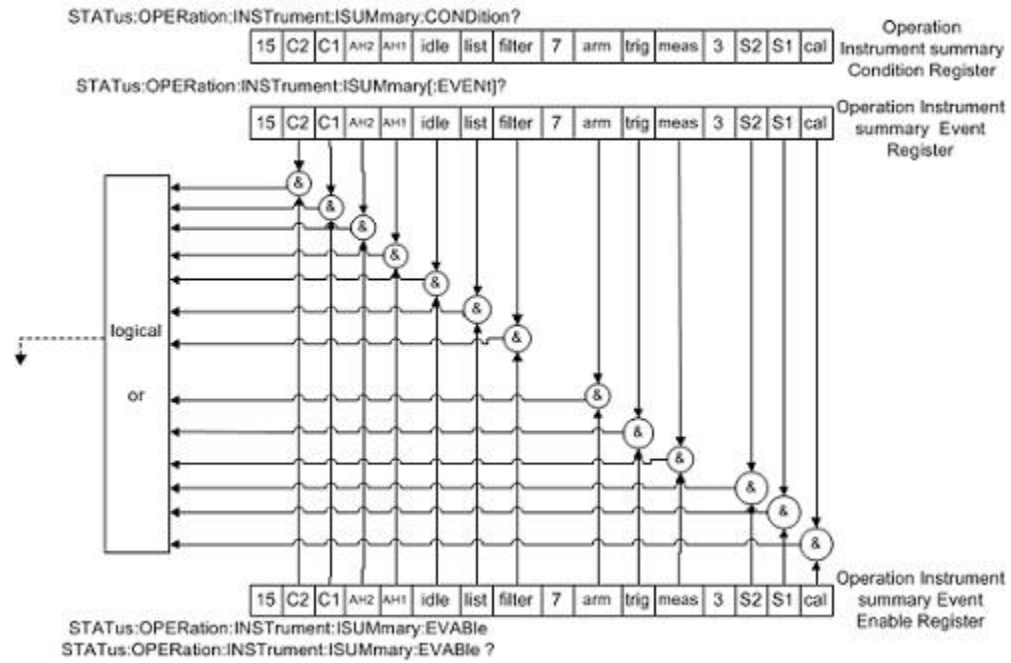 STATus:OPERation:INSTrument:ISUMmary:CONDition?
15 C2 C1 AH2 AH1 idle list filter 7 arm trig meas 3 S2 S1 cal
Operation
Instrument summary
Condition Register
STATus:OPERation:INSTrument:ISUMmary[:EVENt]?
15 C2 C1 AH2 AH1 idle list filter 7 arm trig meas 3 S2 S1 cal
Operation Instrument
summary Event
Register
&
&
&
&
&
&
&
logical
or
&
&
&
&
&
&
15 C2 C1 AH2 AH1 idle list filter 7 arm trig meas 3 S2 S1 cal
Operation Instrument
summary Event
Enable Register
STATus:OPERation:INSTrument:ISUMmary:EVABle
STATus:OPERation:INSTrument:ISUMmary:EVABle ?